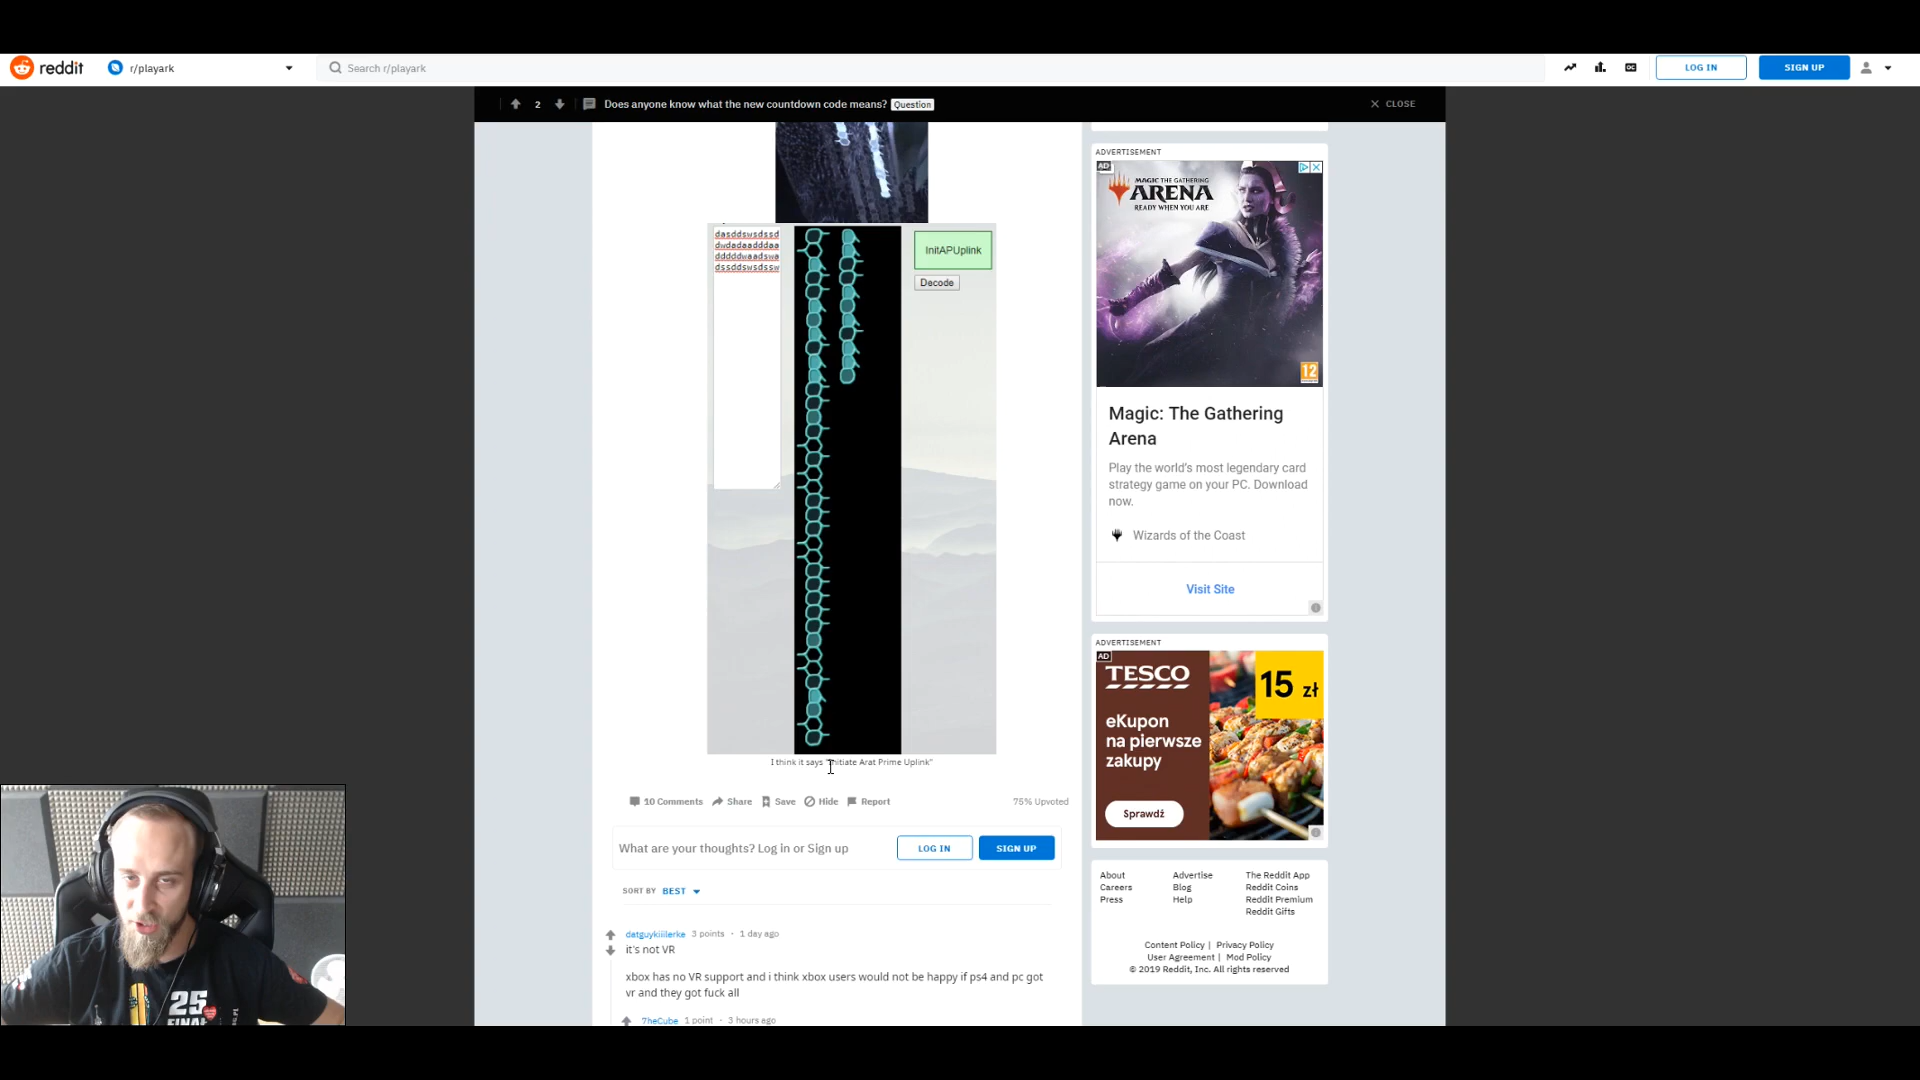 reddit
r/playark
Search r/playark
LOG IN
SIGN UP
2
Does anyone know what the new countdown code means? Question
CLOSE
dasddswsdssd
dwdadaadddaa
dddddwaadswa
dssddswsdssw
InitAPUplink
Decode
I think it says "Initiate Arat Prime Uplink"
10 Comments
Share
Save
Hide
Report
75% Upvoted
What are your thoughts? Log in or Sign up
LOG IN
SIGN UP
SORT BY BEST
datguykiiilerke 3 points · 1 day ago
it's not VR
xbox has no VR support and i think xbox users would not be happy if ps4 and pc got
vr and they got fuck all
7heCube 1 point · 3 hours ago
ADVERTISEMENT
AD
MAGIC THE GATHERING
ARENA
READY WHEN YOU ARE
12
Magic: The Gathering
Arena
Play the world's most legendary card
strategy game on your PC. Download
now.
Wizards of the Coast
Visit Site
ADVERTISEMENT
AD
TESCO
15 zł
eKupon
na pierwsze
zakupy
Sprawdź
About
Careers
Press
Advertise
Blog
Help
The Reddit App
Reddit Coins
Reddit Premium
Reddit Gifts
Content Policy | Privacy Policy
User Agreement | Mod Policy
© 2019 Reddit, Inc. All rights reserved
25
FINAŁ